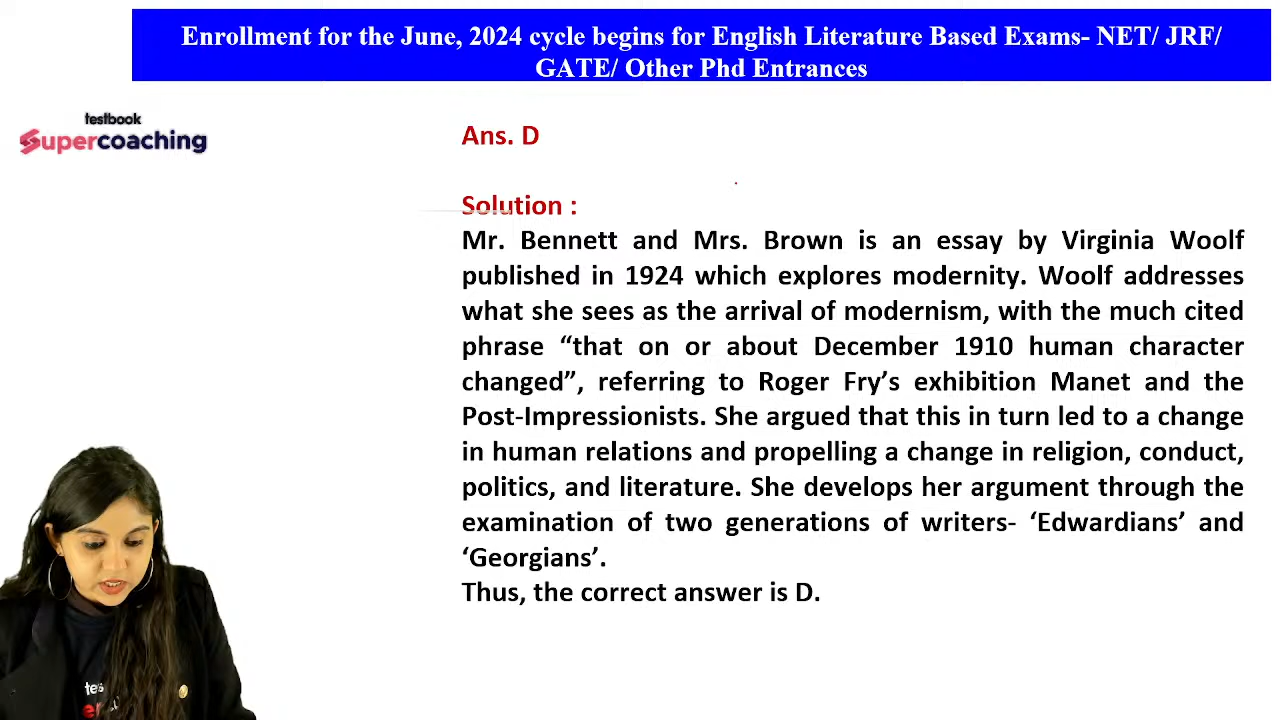 Enrollment for the June, 2024 cycle begins for English Literature Based Exams- NET/ JRF/
GATE/ Other Phd Entrances
testbook
Supercoaching
Ans. D
Solution :
Mr. Bennett and Mrs. Brown is an essay by Virginia Woolf
published in 1924 which explores modernity. Woolf addresses
what she sees as the arrival of modernism, with the much cited
phrase “that on or about December 1910 human character
changed”, referring to Roger Fry’s exhibition Manet and the
Post-Impressionists. She argued that this in turn led to a change
in human relations and propelling a change in religion, conduct,
politics, and literature. She develops her argument through the
examination of two generations of writers- ‘Edwardians’ and
‘Georgians’.
Thus, the correct answer is D.